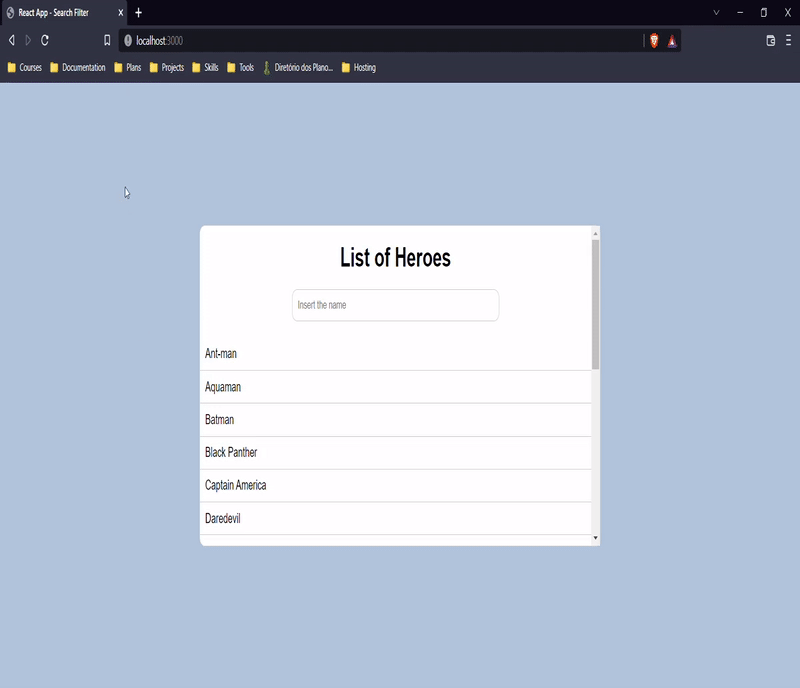 React App - Search Filter
localhost:3000
Courses Documentation Plans Projects Skills Tools Diretório dos Plano... Hosting
List of Heroes
Insert the name
Ant-man
Aquaman
Batman
Black Panther
Captain America
Daredevil